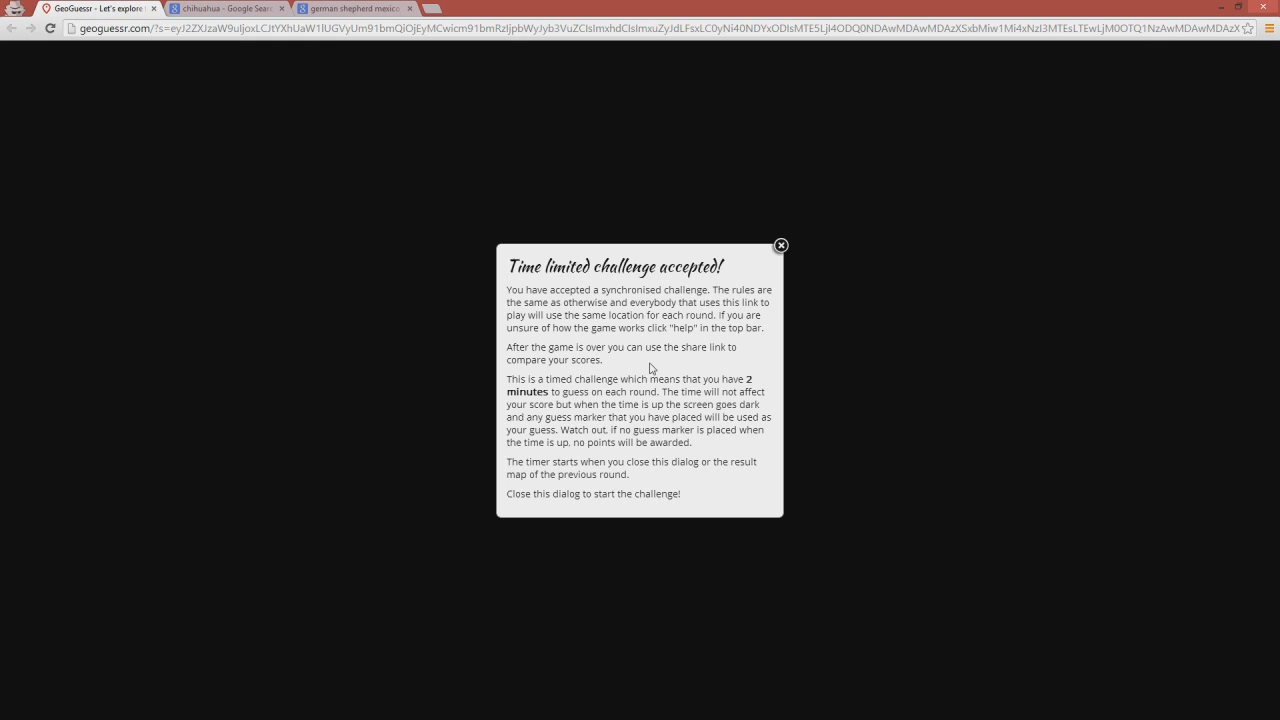 GeoGuessr - Let's explore
chihuahua - Google Sear
german shepherd mexico
Time limited challenge accepted!
You have accepted a synchronised challenge. The rules are
the same as otherwise and everybody that uses this link to
play will use the same location for each round. If you are
unsure of how the game works click "help" in the top bar.
After the game is over you can use the share link to
compare your scores.
This is a timed challenge which means that you have 2
minutes to guess on each round. The time will not affect
your score but when the time is up the screen goes dark
and any guess marker that you have placed will be used as
your guess. Watch out, if no guess marker is placed when
the time is up, no points will be awarded.
The timer starts when you close this dialog or the result
map of the previous round.
Close this dialog to start the challenge!